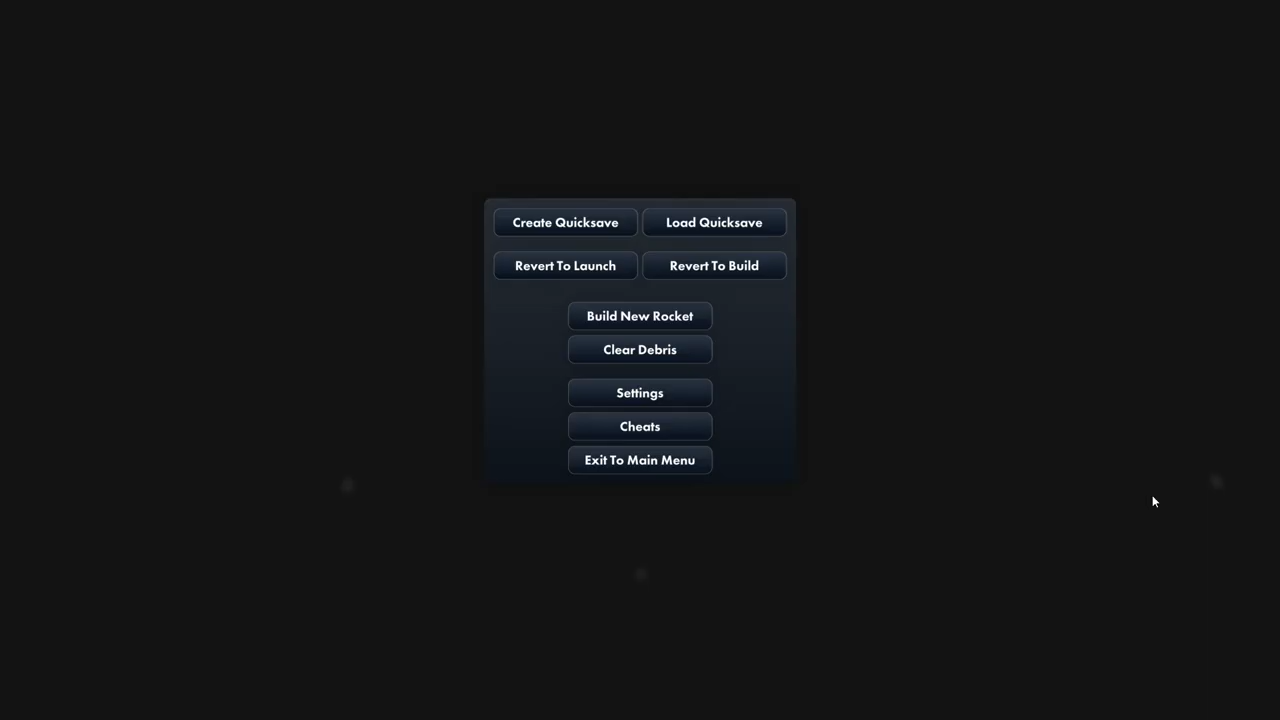 Create Quicksave Load Quicksave
Revert To Launch Revert To Build
Build New Rocket
Clear Debris
Settings
Cheats
Exit To Main Menu